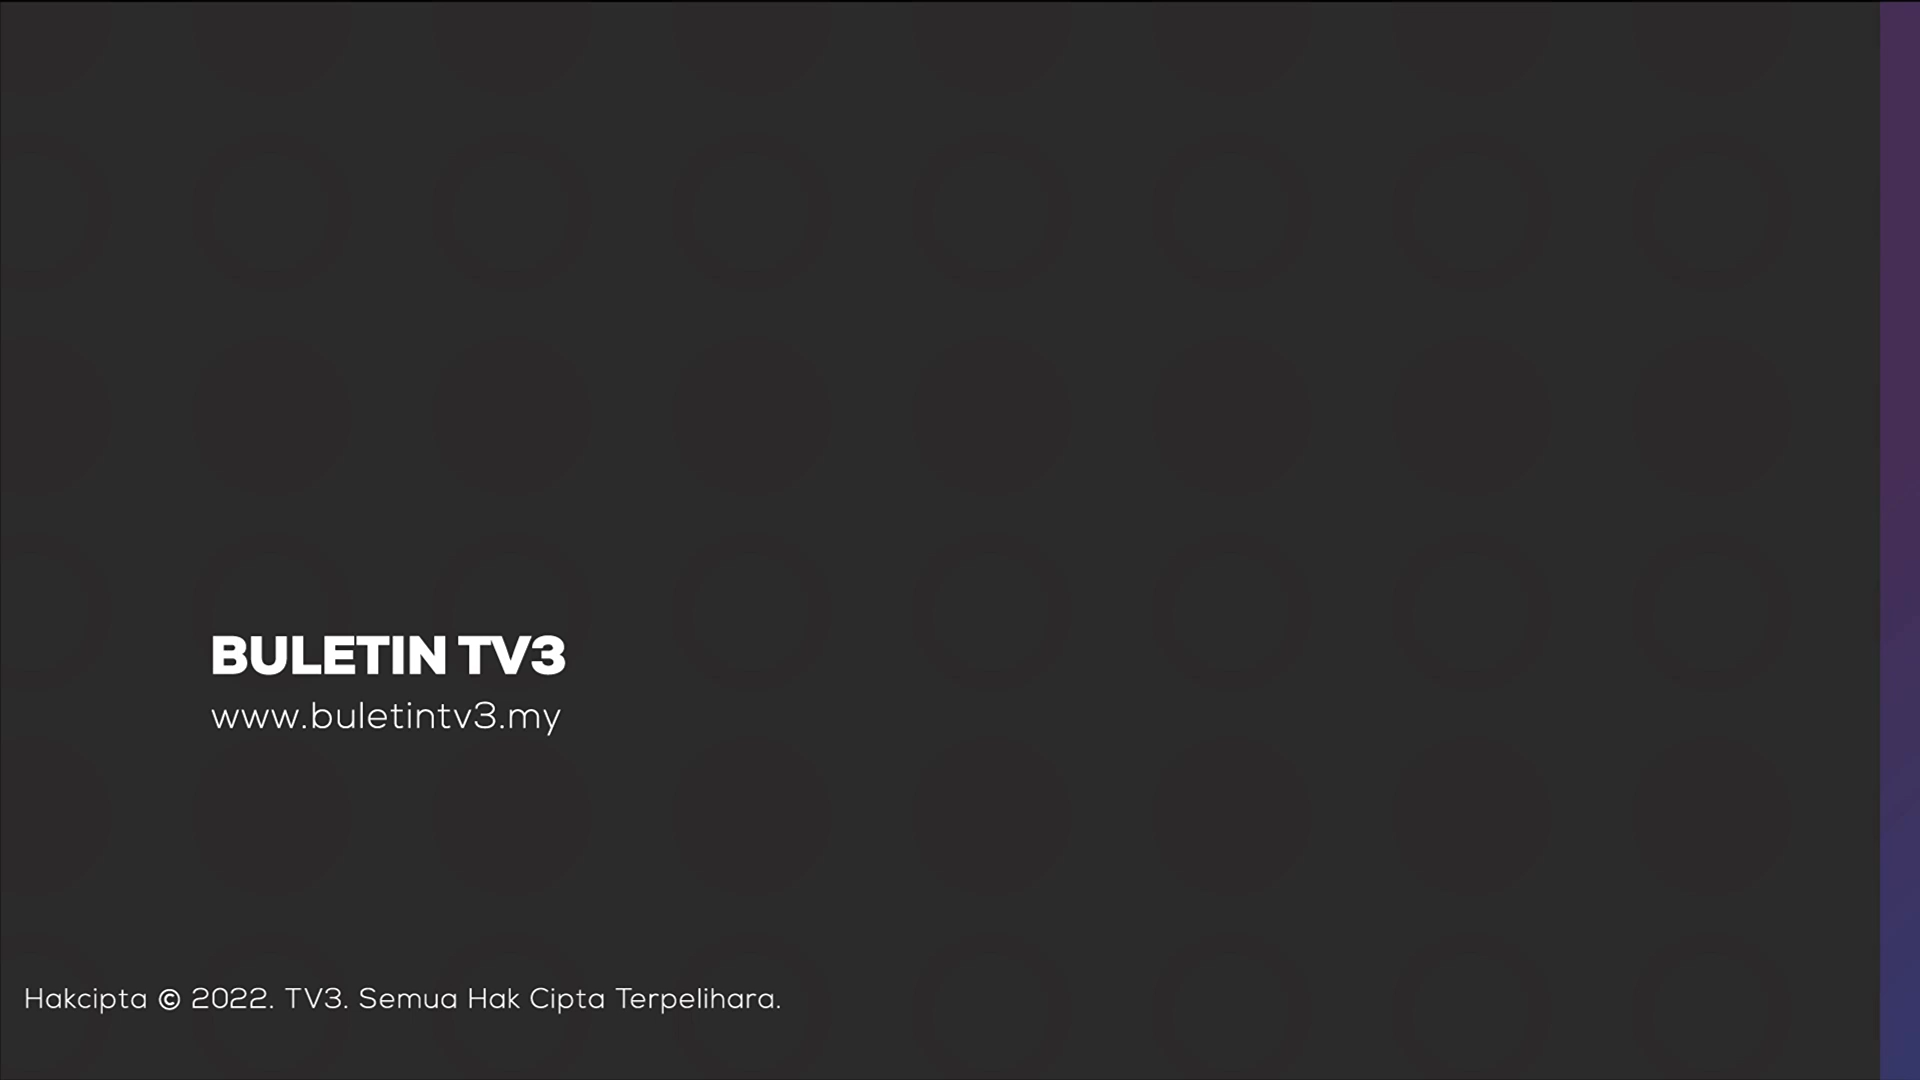 BULETIN TV3
www.buletintv3.my
Hakcipta © 2022. TV3. Semua Hak Cipta Terpelihara.